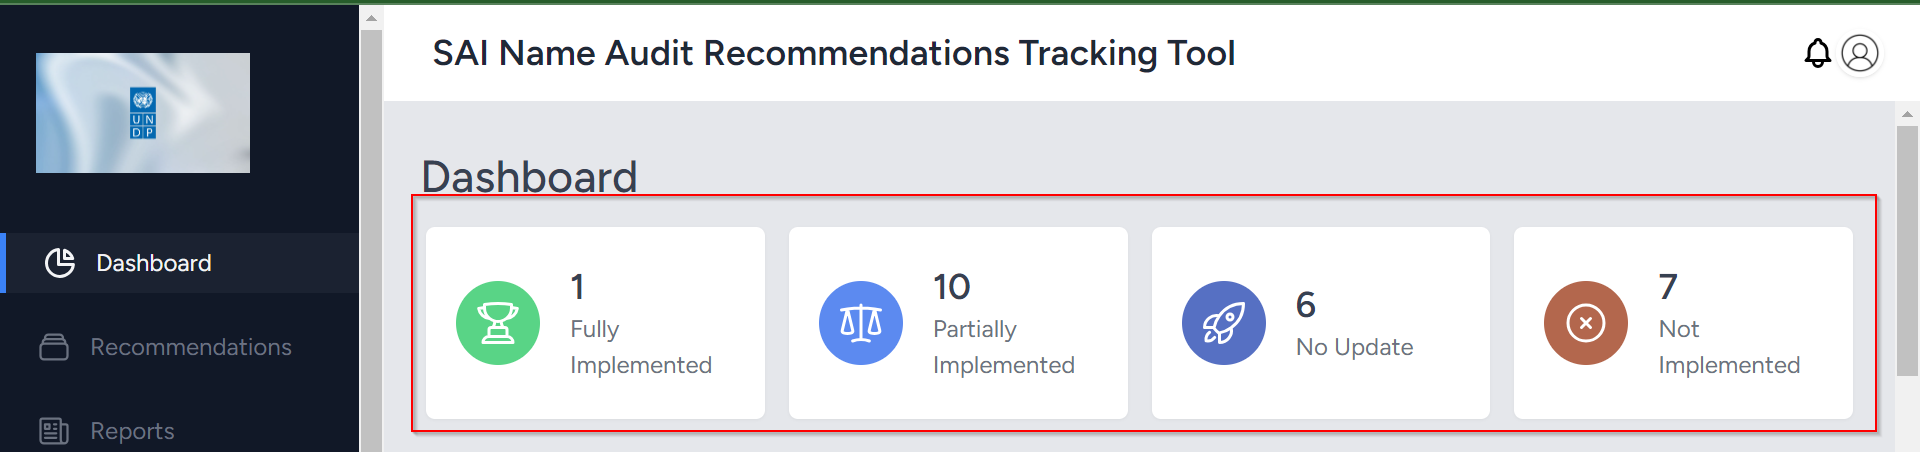 SAI Name Audit Recommendations Tracking Tool
UN
DP
Dashboard
Recommendations
Reports
Dashboard
1
Fully
Implemented
10
Partially
Implemented
6
No Update
7
Not
Implemented